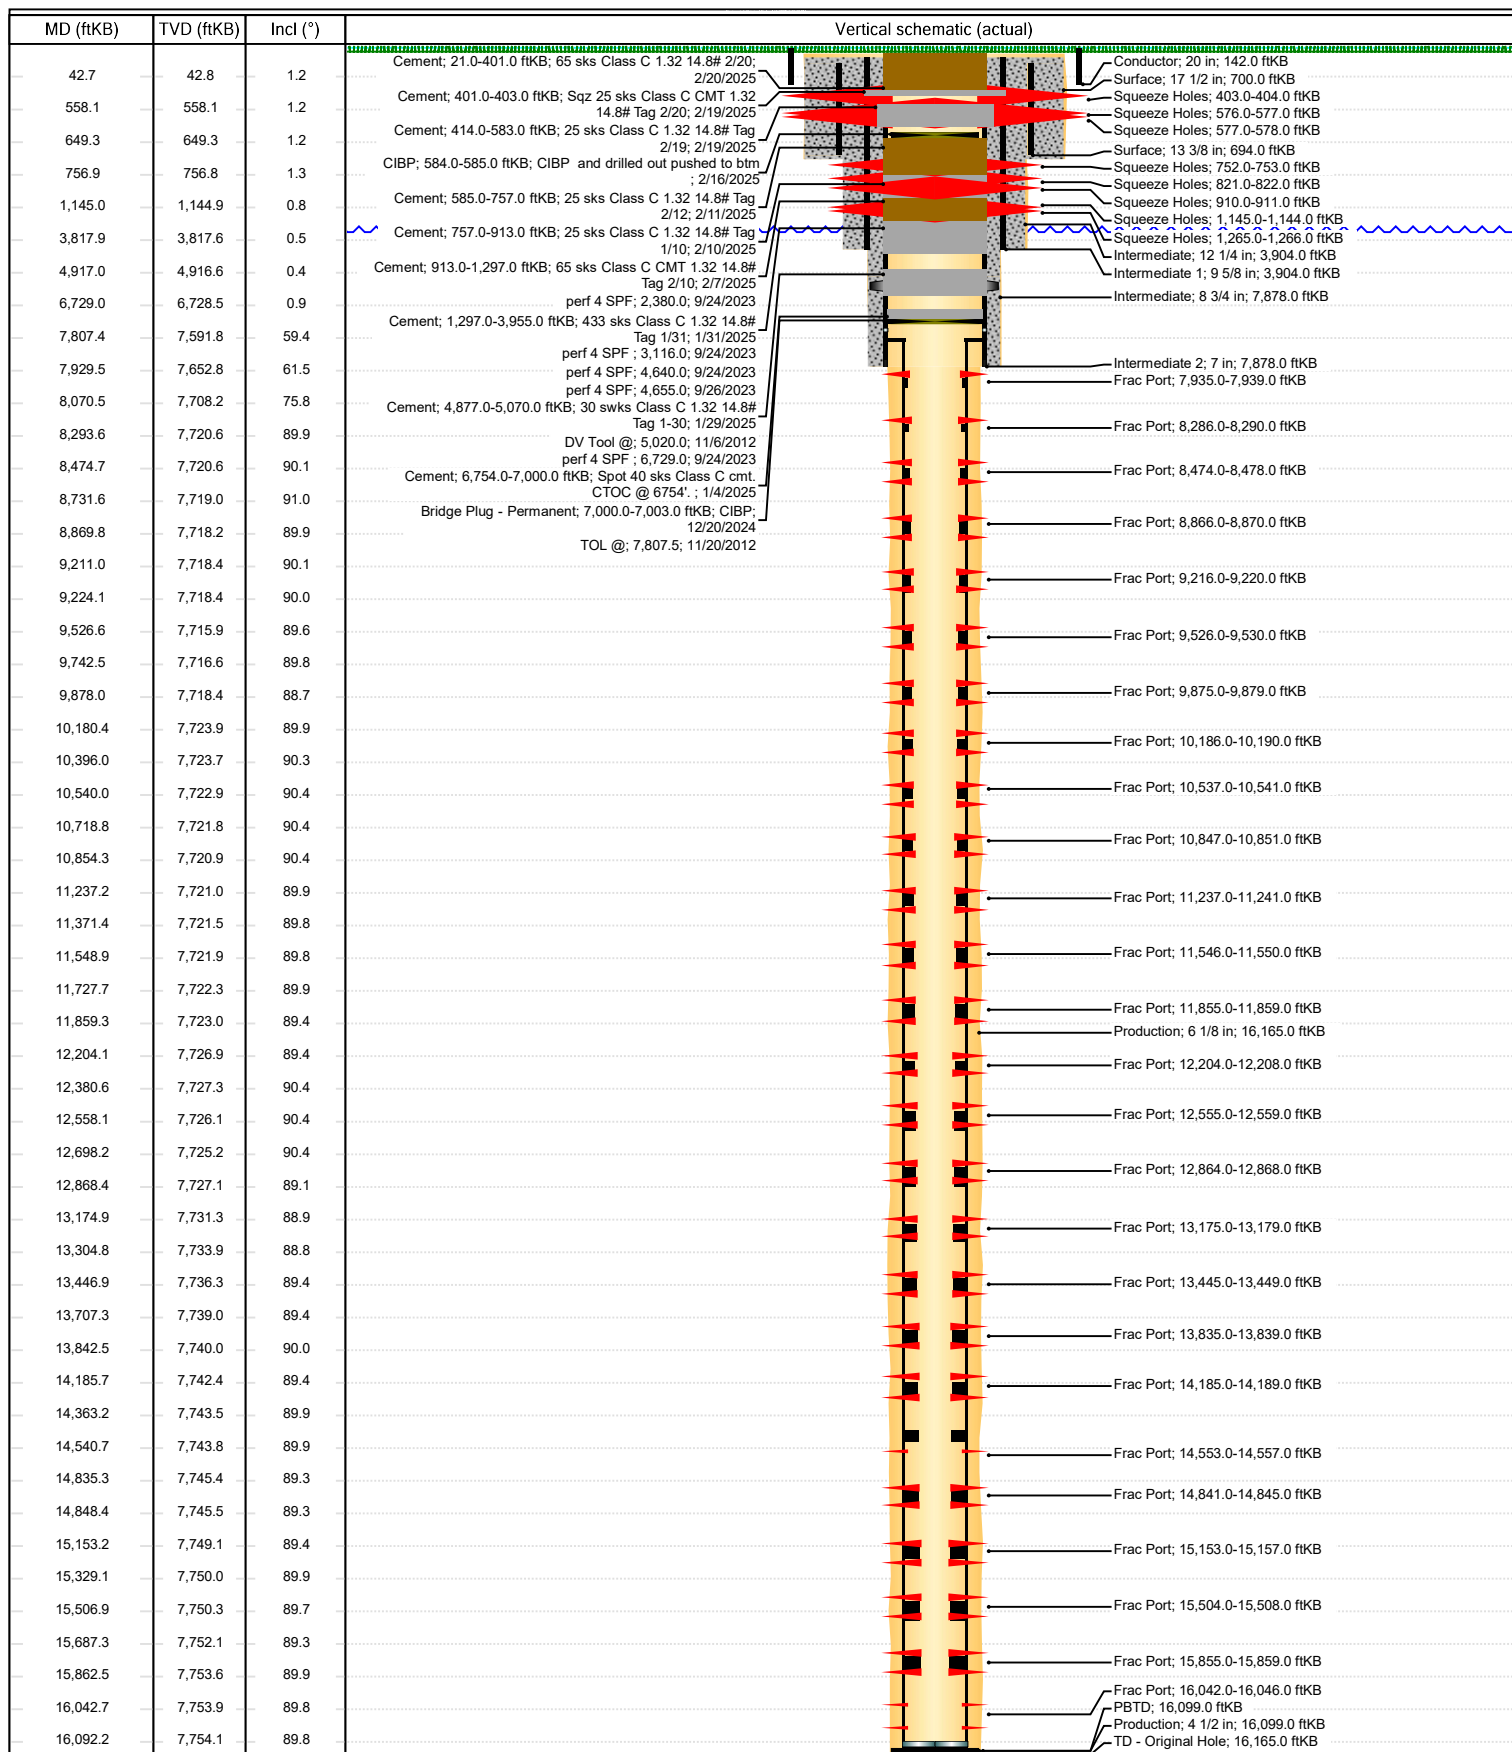 MD (ftKB) TVD (ftKB) Incl (°) Vertical schematic (actual)
42.7 42.8 1.2
558.1 558.1 1.2
649.3 649.3 1.2
756.9 756.8 1.3
1,145.0 1,144.9 0.8
3,817.9 3,817.6 0.5
4,917.0 4,916.6 0.4
6,729.0 6,728.5 0.9
7,807.4 7,591.8 59.4
7,929.5 7,652.8 61.5
8,070.5 7,708.2 75.8
8,293.6 7,720.6 89.9
8,474.7 7,720.6 90.1
8,731.6 7,719.0 91.0
8,869.8 7,718.2 89.9
9,211.0 7,718.4 90.1
9,224.1 7,718.4 90.0
9,526.6 7,715.9 89.6
9,742.5 7,716.6 89.8
9,878.0 7,718.4 88.7
10,180.4 7,723.9 89.9
10,396.0 7,723.7 90.3
10,540.0 7,722.9 90.4
10,718.8 7,721.8 90.4
10,854.3 7,720.9 90.4
11,237.2 7,721.0 89.9
11,371.4 7,721.5 89.8
11,548.9 7,721.9 89.8
11,727.7 7,722.3 89.9
11,859.3 7,723.0 89.4
12,204.1 7,726.9 89.4
12,380.6 7,727.3 90.4
12,558.1 7,726.1 90.4
12,698.2 7,725.2 90.4
12,868.4 7,727.1 89.1
13,174.9 7,731.3 88.9
13,304.8 7,733.9 88.8
13,446.9 7,736.3 89.4
13,707.3 7,739.0 89.4
13,842.5 7,740.0 90.0
14,185.7 7,742.4 89.4
14,363.2 7,743.5 89.9
14,540.7 7,743.8 89.9
14,835.3 7,745.4 89.3
14,848.4 7,745.5 89.3
15,153.2 7,749.1 89.4
15,329.1 7,750.0 89.9
15,506.9 7,750.3 89.7
15,687.3 7,752.1 89.3
15,862.5 7,753.6 89.9
16,042.7 7,753.9 89.8
16,092.2 7,754.1 89.8
Cement; 21.0-401.0 ftKB; 65 sks Class C 1.32 14.8# 2/20;
2/20/2025
Cement; 401.0-403.0 ftKB; Sqz 25 sks Class C CMT 1.32
14.8# Tag 2/20; 2/19/2025
Cement; 414.0-583.0 ftKB; 25 sks Class C 1.32 14.8# Tag
2/19; 2/19/2025
CIBP; 584.0-585.0 ftKB; CIBP and drilled out pushed to btm
; 2/16/2025
Cement; 585.0-757.0 ftKB; 25 sks Class C 1.32 14.8# Tag
2/12; 2/11/2025
Cement; 757.0-913.0 ftKB; 25 sks Class C 1.32 14.8# Tag
1/10; 2/10/2025
Cement; 913.0-1,297.0 ftKB; 65 sks Class C CMT 1.32 14.8#
Tag 2/10; 2/7/2025
perf 4 SPF; 2,380.0; 9/24/2023
Cement; 1,297.0-3,955.0 ftKB; 433 sks Class C 1.32 14.8#
Tag 1/31; 1/31/2025
perf 4 SPF ; 3,116.0; 9/24/2023
perf 4 SPF; 4,640.0; 9/24/2023
perf 4 SPF; 4,655.0; 9/26/2023
Cement; 4,877.0-5,070.0 ftKB; 30 swks Class C 1.32 14.8#
Tag 1-30; 1/29/2025
DV Tool @; 5,020.0; 11/6/2012
perf 4 SPF ; 6,729.0; 9/24/2023
Cement; 6,754.0-7,000.0 ftKB; Spot 40 sks Class C cmt.
CTOC @ 6754'. ; 1/4/2025
Bridge Plug - Permanent; 7,000.0-7,003.0 ftKB; CIBP;
12/20/2024
TOL @; 7,807.5; 11/20/2012
Conductor; 20 in; 142.0 ftKB
Surface; 17 1/2 in; 700.0 ftKB
Squeeze Holes; 403.0-404.0 ftKB
Squeeze Holes; 576.0-577.0 ftKB
Squeeze Holes; 577.0-578.0 ftKB
Surface; 13 3/8 in; 694.0 ftKB
Squeeze Holes; 752.0-753.0 ftKB
Squeeze Holes; 821.0-822.0 ftKB
Squeeze Holes; 910.0-911.0 ftKB
Squeeze Holes; 1,145.0-1,144.0 ftKB
Squeeze Holes; 1,265.0-1,266.0 ftKB
Intermediate; 12 1/4 in; 3,904.0 ftKB
Intermediate 1; 9 5/8 in; 3,904.0 ftKB
Intermediate; 8 3/4 in; 7,878.0 ftKB
Intermediate 2; 7 in; 7,878.0 ftKB
Frac Port; 7,935.0-7,939.0 ftKB
Frac Port; 8,286.0-8,290.0 ftKB
Frac Port; 8,474.0-8,478.0 ftKB
Frac Port; 8,866.0-8,870.0 ftKB
Frac Port; 9,216.0-9,220.0 ftKB
Frac Port; 9,526.0-9,530.0 ftKB
Frac Port; 9,875.0-9,879.0 ftKB
Frac Port; 10,186.0-10,190.0 ftKB
Frac Port; 10,537.0-10,541.0 ftKB
Frac Port; 10,847.0-10,851.0 ftKB
Frac Port; 11,237.0-11,241.0 ftKB
Frac Port; 11,546.0-11,550.0 ftKB
Frac Port; 11,855.0-11,859.0 ftKB
Production; 6 1/8 in; 16,165.0 ftKB
Frac Port; 12,204.0-12,208.0 ftKB
Frac Port; 12,555.0-12,559.0 ftKB
Frac Port; 12,864.0-12,868.0 ftKB
Frac Port; 13,175.0-13,179.0 ftKB
Frac Port; 13,445.0-13,449.0 ftKB
Frac Port; 13,835.0-13,839.0 ftKB
Frac Port; 14,185.0-14,189.0 ftKB
Frac Port; 14,553.0-14,557.0 ftKB
Frac Port; 14,841.0-14,845.0 ftKB
Frac Port; 15,153.0-15,157.0 ftKB
Frac Port; 15,504.0-15,508.0 ftKB
Frac Port; 15,855.0-15,859.0 ftKB
Frac Port; 16,042.0-16,046.0 ftKB
PBTD; 16,099.0 ftKB
Production; 4 1/2 in; 16,099.0 ftKB
TD - Original Hole; 16,165.0 ftKB